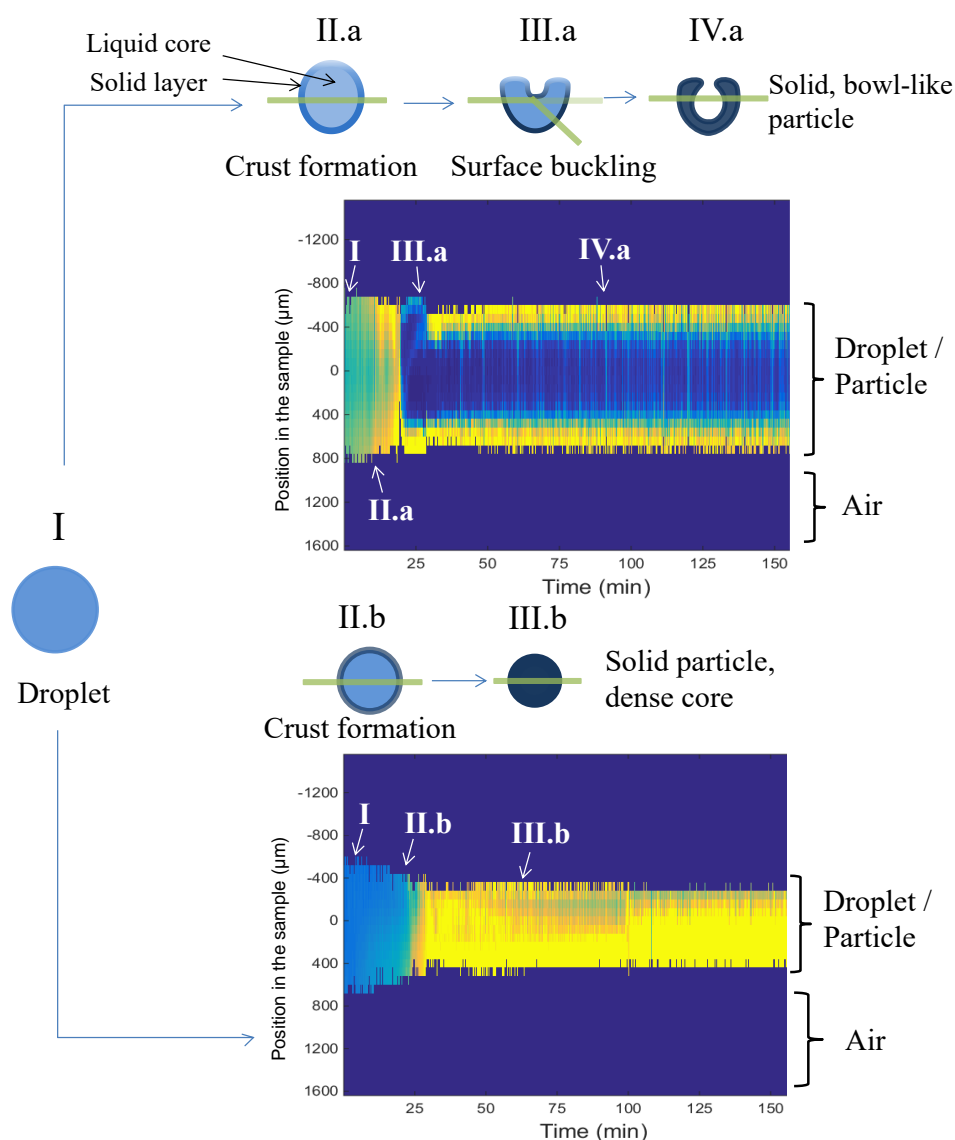 II.a
III.a
IV.a
Liquid core
Solid layer
Solid, bowl-like
particle
Crust formation
Surface buckling
Position in the sample (µm)
-1200
-800
-400
0
400
800
1200
1600
I
III.a
IV.a
II.a
25
50
75
100
125
150
Time (min)
Droplet /
Particle
Air
I
Droplet
II.b
III.b
Solid particle,
dense core
Crust formation
Position in the sample (µm)
-1200
-800
-400
0
400
800
1200
1600
I
II.b
III.b
25
50
75
100
125
150
Time (min)
Droplet /
Particle
Air